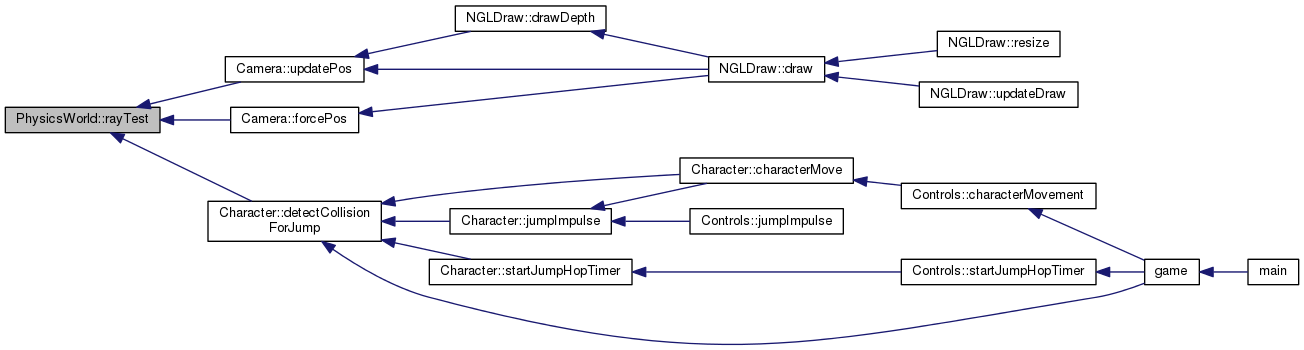 NGLDraw::drawDepth
NGLDraw::resize
Camera::updatePos
NGLDraw::draw
NGLDraw::updateDraw
PhysicsWorld::rayTest
Camera::forcePos
Character::characterMove
Controls::characterMovement
Character::detectCollision
ForJump
Character::jumpImpulse
Controls::jumpImpulse
Character::startJumpHopTimer
Controls::startJumpHopTimer
game
main